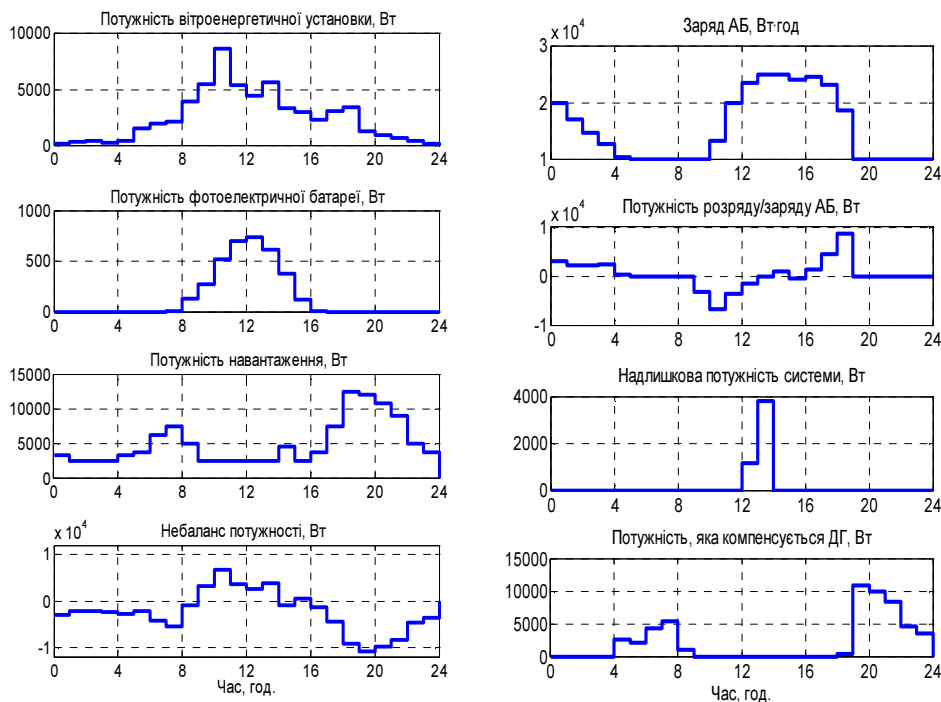 Потужність вітроенергетичної установки, Вт
10000
5000
0
0 4 8 12 16 20 24
Потужність фотоелектричної батареї, Вт
1000
500
0
0 4 8 12 16 20 24
Потужність навантаження, Вт
15000
10000
5000
0
0 4 8 12 16 20 24
Небаланс потужності, Вт
x 10^4
1
0
-1
0 4 8 12 16 20 24
Час, год.
Заряд АБ, Вт·год
x 10^4
3
2
1
0 4 8 12 16 20 24
Потужність розряду/заряду АБ, Вт
x 10^4
1
0
-1
0 4 8 12 16 20 24
Надлишкова потужність системи, Вт
4000
2000
0
0 4 8 12 16 20 24
Потужність, яка компенсується ДГ, Вт
15000
10000
5000
0
0 4 8 12 16 20 24
Час, год.